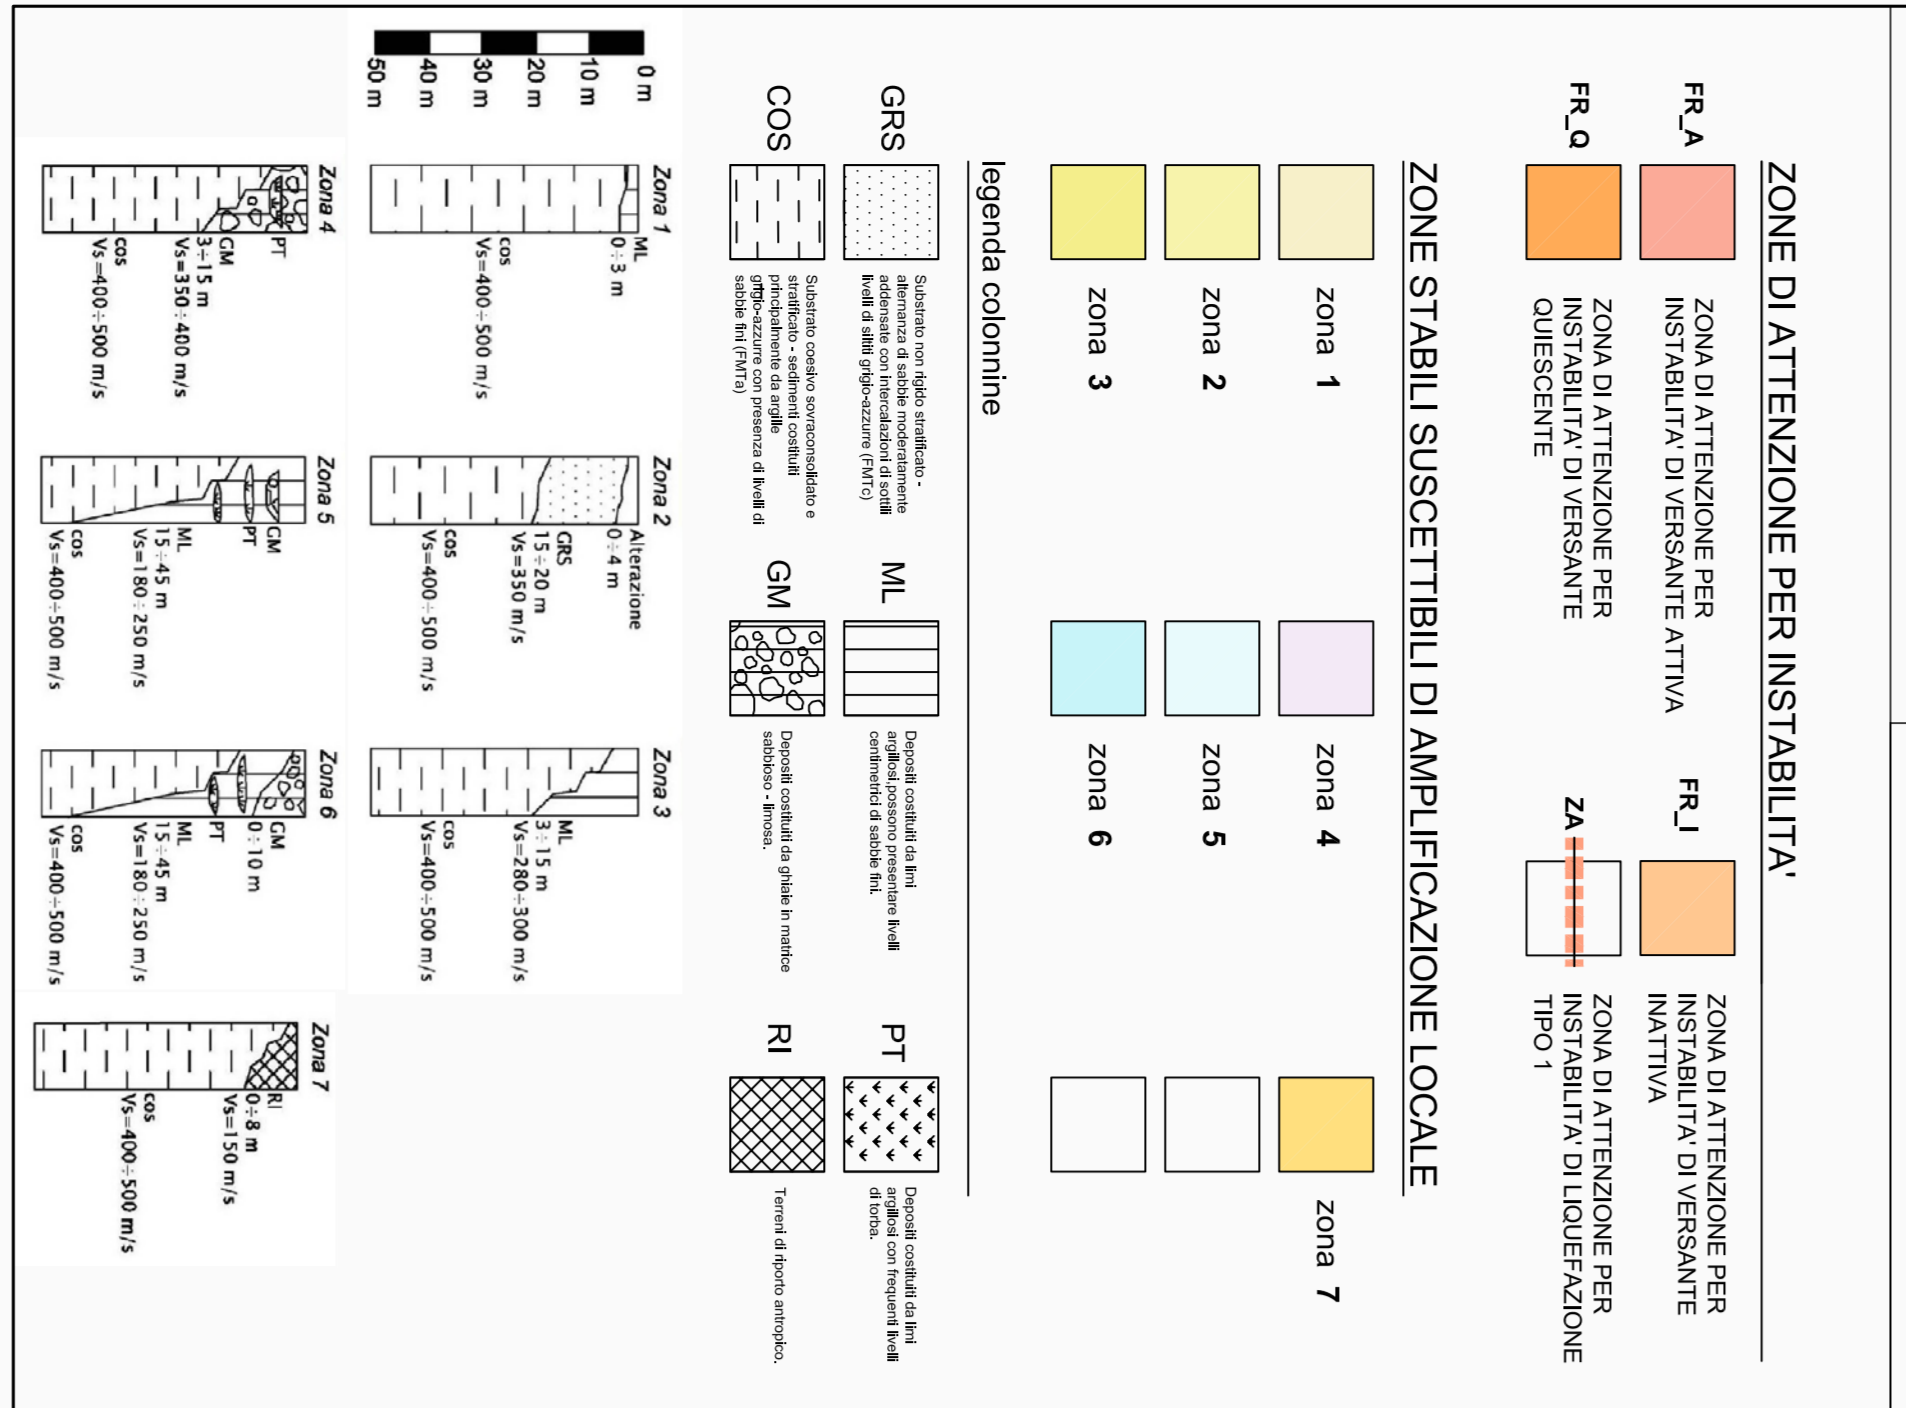 ZONE DI ATTENZIONE PER INSTABILITA'
FR_A
ZONA DI ATTENZIONE PER
INSTABILITA' DI VERSANTE ATTIVA
FR_I
ZONA DI ATTENZIONE PER
INSTABILITA' DI VERSANTE
INATTIVA
FR_Q
ZONA DI ATTENZIONE PER
INSTABILITA' DI VERSANTE
QUIESCENTE
ZA
ZONA DI ATTENZIONE PER
INSTABILITA' DI LIQUEFAZIONE
TIPO 1
ZONE STABILI SUSCETTIBILI DI AMPLIFICAZIONE LOCALE
zona 1
zona 4
zona 7
zona 2
zona 5
zona 3
zona 6
legenda colonnine
GRS
Substrato non rigido stratificato -
alternanza di sabbie moderatamente
addensate con intercalazioni di sottili
livelli di siltiti grigio-azzurre (FMTc)
ML
Depositi costituiti da limi
argillosi,possono presentare livelli
centimetrici di sabbie fini.
PT
Depositi costituiti da limi
argillosi con frequenti livelli
di torba.
COS
Substrato coesivo sovraconsolidato e
stratificato - sedimenti costituiti
principalmente da argille
grigio-azzurre con presenza di livelli di
sabbie fini (FMTa)
GM
Depositi costituiti da ghiaie in matrice
sabbioso - limosa.
RI
Terreni di riporto antropico.
0 m
10 m
20 m
30 m
40 m
50 m
Zona 1
ML
0÷3 m
cos
Vs=400÷500 m/s
Zona 2
Alterazione
0÷4 m
GRS
15÷20 m
Vs=350 m/s
cos
Vs=400÷500 m/s
Zona 3
ML
3÷15 m
Vs=280÷300 m/s
cos
Vs=400÷500 m/s
Zona 4
PT
GM
3÷15 m
Vs=350÷400 m/s
cos
Vs=400÷500 m/s
Zona 5
GM
PT
ML
15÷45 m
Vs=180÷250 m/s
cos
Vs=400÷500 m/s
Zona 6
GM
0÷10 m
PT
ML
15÷45 m
Vs=180÷250 m/s
cos
Vs=400÷500 m/s
Zona 7
RI
0÷8 m
Vs=150 m/s
cos
Vs=400÷500 m/s